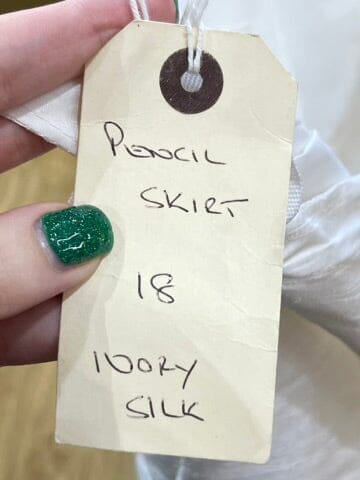 PENCIL
SKIRT
18
IVORY
SILK